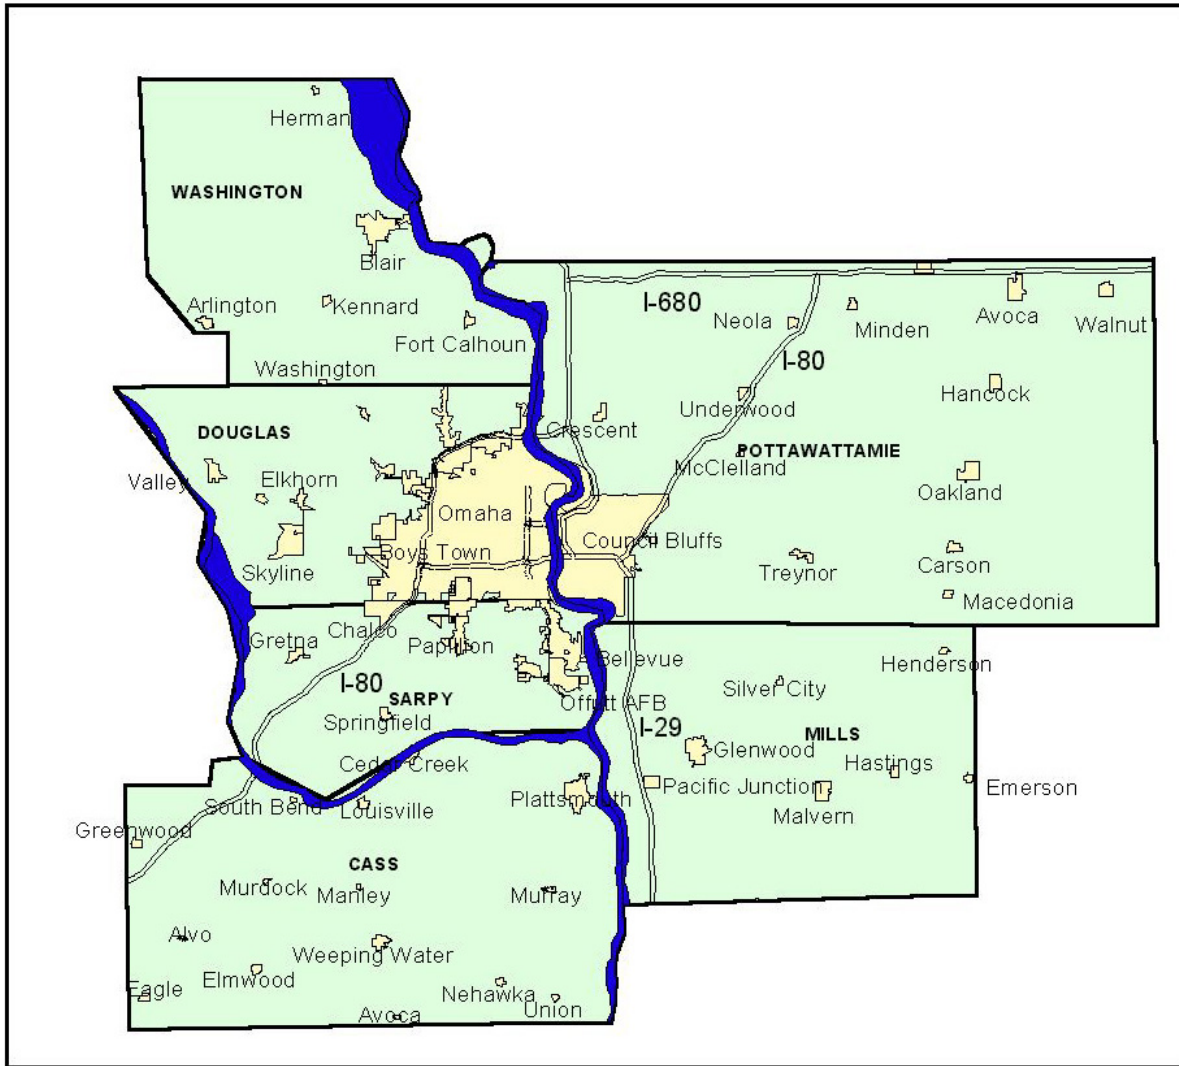 Herman
WASHINGTON
Blair
Arlington
Kennard
Fort Calhoun
Washington
I-680
Neola
Minden
Avoca
Walnut
I-80
Hancock
Underwood
DOUGLAS
Crescent
POTTAWATTAMIE
McClelland
Valley
Elkhorn
Oakland
Omaha
Council Bluffs
Boys Town
Skyline
Treynor
Carson
Macedonia
Chalco
Gretna
Papillion
Bellevue
Henderson
I-80
SARPY
Offutt AFB
Silver City
Springfield
I-29
MILLS
Glenwood
Hastings
Cedar Creek
Pacific Junction
Emerson
South Bend
Louisville
Plattsmouth
Malvern
Greenwood
CASS
Murdock
Manley
Murray
Alvo
Weeping Water
Elmwood
Eagle
Nehawka
Union
Avoca